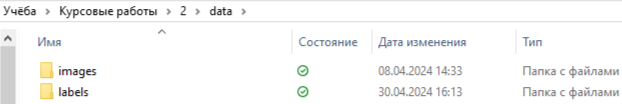 Учёба > Курсовые работы > 2 > data >
Имя Состояние Дата изменения Тип
images 08.04.2024 14:33 Папка с файлами
labels 30.04.2024 16:13 Папка с файлами